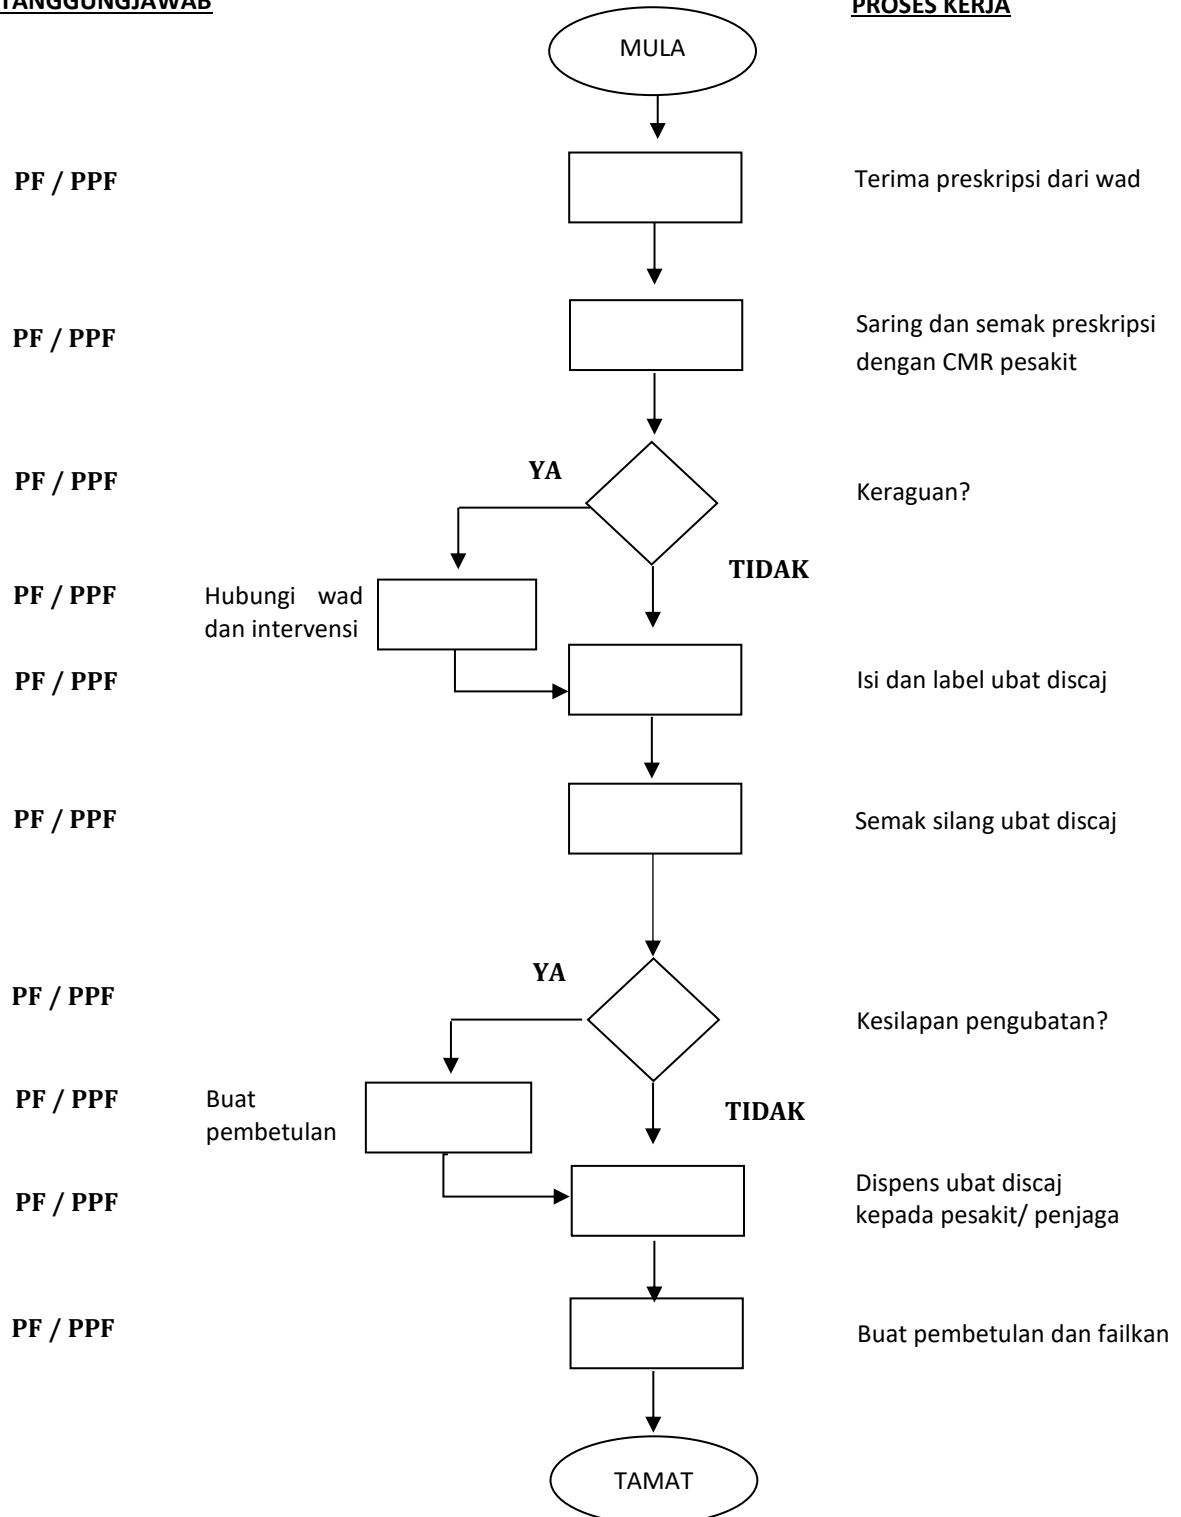 TANGGUNGJAWAB
PROSES KERJA
MULA
PF / PPF
Terima preskripsi dari wad
PF / PPF
Saring dan semak preskripsi
dengan CMR pesakit
PF / PPF
YA
Keraguan?
TIDAK
PF / PPF
Hubungi wad
dan intervensi
PF / PPF
Isi dan label ubat discaj
PF / PPF
Semak silang ubat discaj
PF / PPF
YA
Kesilapan pengubatan?
PF / PPF
Buat
pembetulan
TIDAK
PF / PPF
Dispens ubat discaj
kepada pesakit/ penjaga
PF / PPF
Buat pembetulan dan failkan
TAMAT